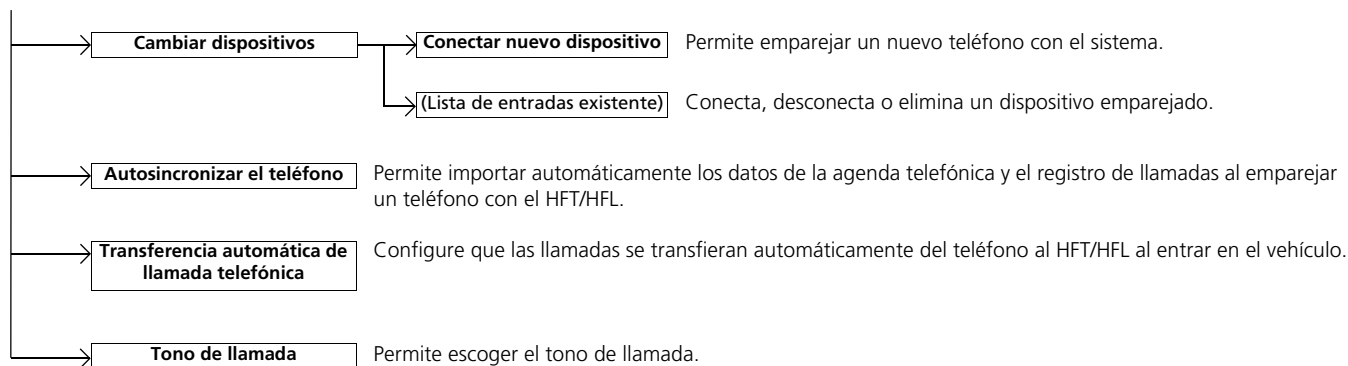 Cambiar dispositivos
Conectar nuevo dispositivo
Permite emparejar un nuevo teléfono con el sistema.
(Lista de entradas existente)
Conecta, desconecta o elimina un dispositivo emparejado.
Autosincronizar el teléfono
Permite importar automáticamente los datos de la agenda telefónica y el registro de llamadas al emparejar
un teléfono con el HFT/HFL.
Transferencia automática de
llamada telefónica
Configure que las llamadas se transfieran automáticamente del teléfono al HFT/HFL al entrar en el vehículo.
Tono de llamada
Permite escoger el tono de llamada.